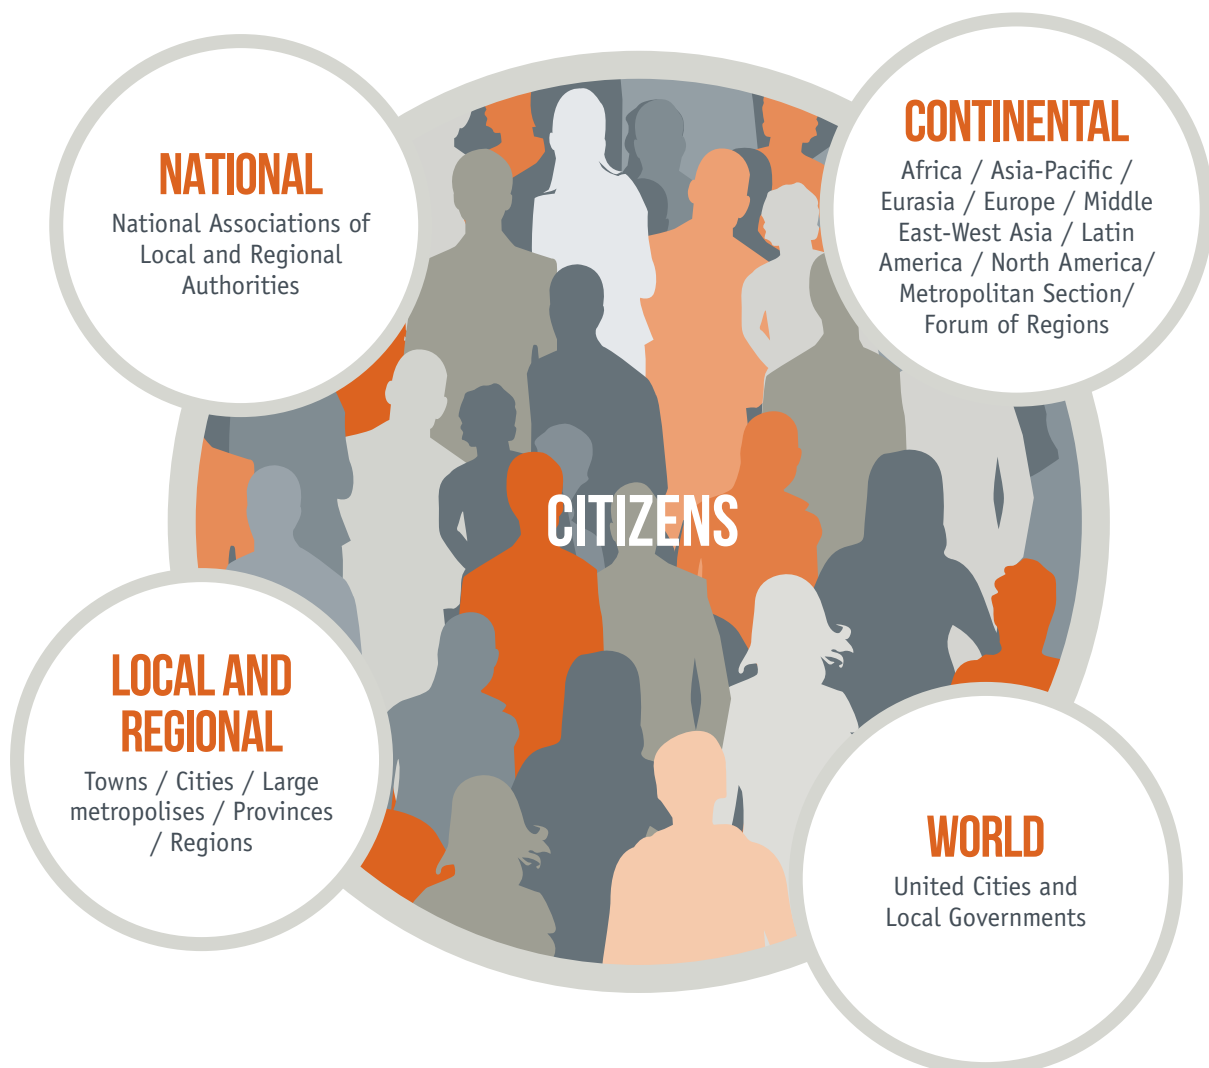 NATIONAL
National Associations of
Local and Regional
Authorities
CONTINENTAL
Africa / Asia-Pacific /
Eurasia / Europe / Middle
East-West Asia / Latin
America / North America/
Metropolitan Section/
Forum of Regions
CITIZENS
LOCAL AND
REGIONAL
Towns / Cities / Large
metropolises / Provinces
/ Regions
WORLD
United Cities and
Local Governments